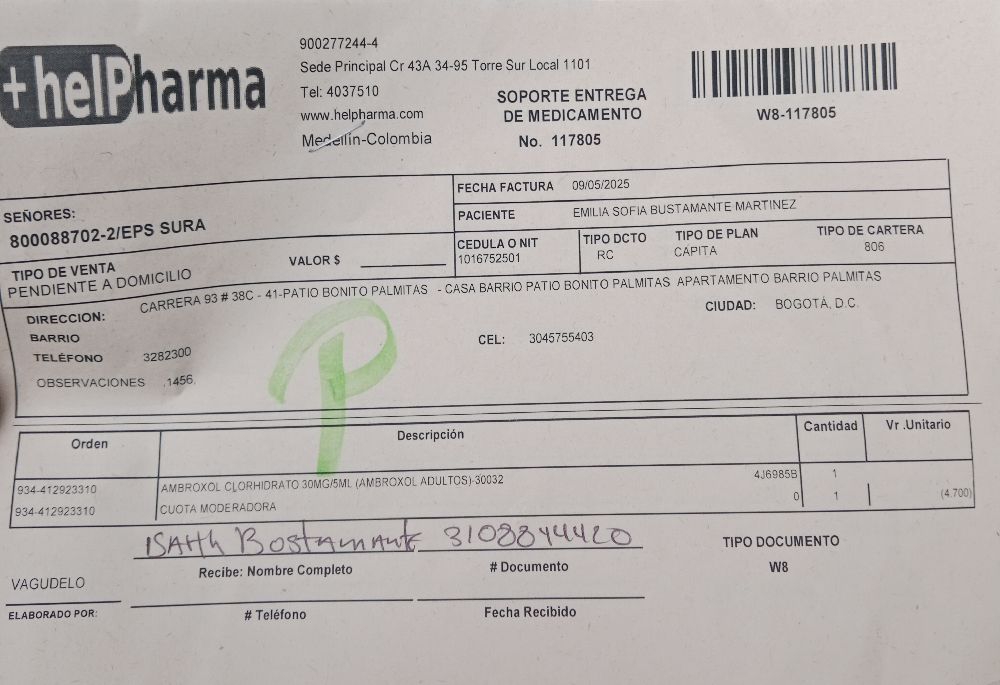 +helPharma
900277244-4
Sede Principal Cr 43A 34-95 Torre Sur Local 1101
Tel: 4037510
www.helpharma.com
Medellín-Colombia
SOPORTE ENTREGA
DE MEDICAMENTO
No. 117805
W8-117805
SEÑORES:
800088702-2/EPS SURA
FECHA FACTURA 09/05/2025
PACIENTE EMILIA SOFIA BUSTAMANTE MARTINEZ
CEDULA O NIT TIPO DCTO TIPO DE PLAN TIPO DE CARTERA
1016752501 RC CAPITA 806
TIPO DE VENTA VALOR $
PENDIENTE A DOMICILIO
DIRECCION: CARRERA 93 # 38C - 41-PATIO BONITO PALMITAS - CASA BARRIO PATIO BONITO PALMITAS APARTAMENTO BARRIO PALMITAS
CIUDAD: BOGOTÁ, D.C.
BARRIO
CEL: 3045755403
TELÉFONO 3282300
OBSERVACIONES .1456.
P
Orden Descripción Cantidad Vr .Unitario
934-412923310 AMBROXOL CLORHIDRATO 30MG/5ML (AMBROXOL ADULTOS)-30032 4J6985B 1
934-412923310 CUOTA MODERADORA 0 1 (4.700)
Bostamante 3108844420
Recibe: Nombre Completo # Documento
TIPO DOCUMENTO
W8
VAGUDELO
ELABORADO POR: # Teléfono Fecha Recibido